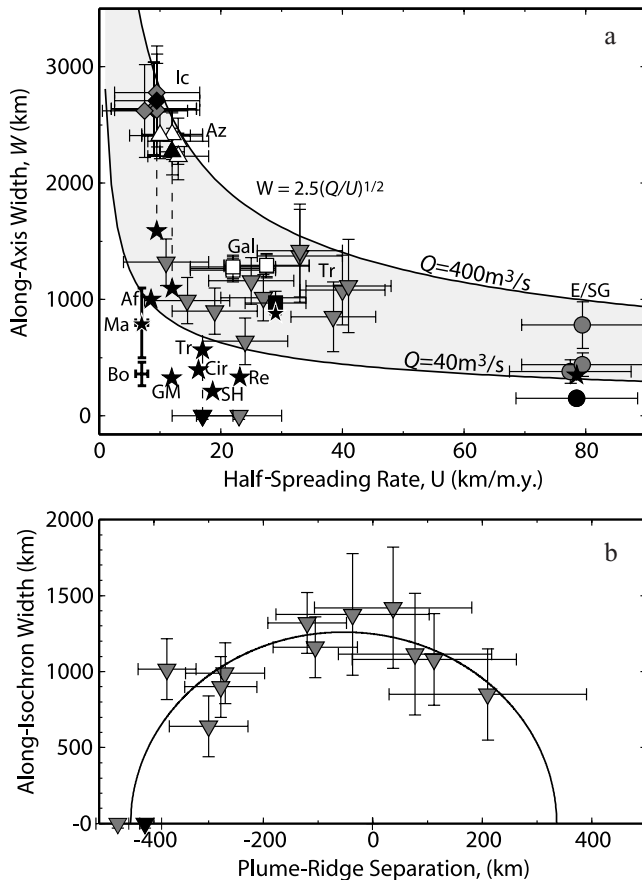 a
3000
2000
1000
0
Along-Axis Width, W (km)
Ic
Az
W = 2.5(Q/U)1/2
Gal
Q=400m3/s
Tr
E/SG
Af
Ma
Q=40m3/s
Tr
Bo
Cir
GM
Re
SH
0 20 40 60 80
Half-Spreading Rate, U (km/m.y.)
b
2000
1500
1000
500
-0
Along-Isochron Width (km)
-400 -200 0 200 400
Plume-Ridge Separation, (km)